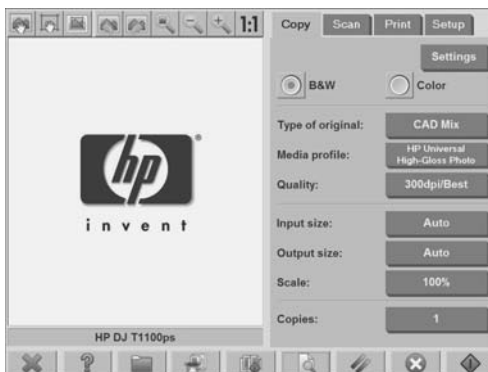 1:1
Copy
Scan
Print
Setup
Settings
B&W
Color
Type of original:
CAD Mix
Media profile:
HP Universal
High-Gloss Photo
Quality:
300dpi/Best
Input size:
Auto
Output size:
Auto
Scale:
100%
Copies:
1
hp
®
invent
HP DJ T1100ps
?